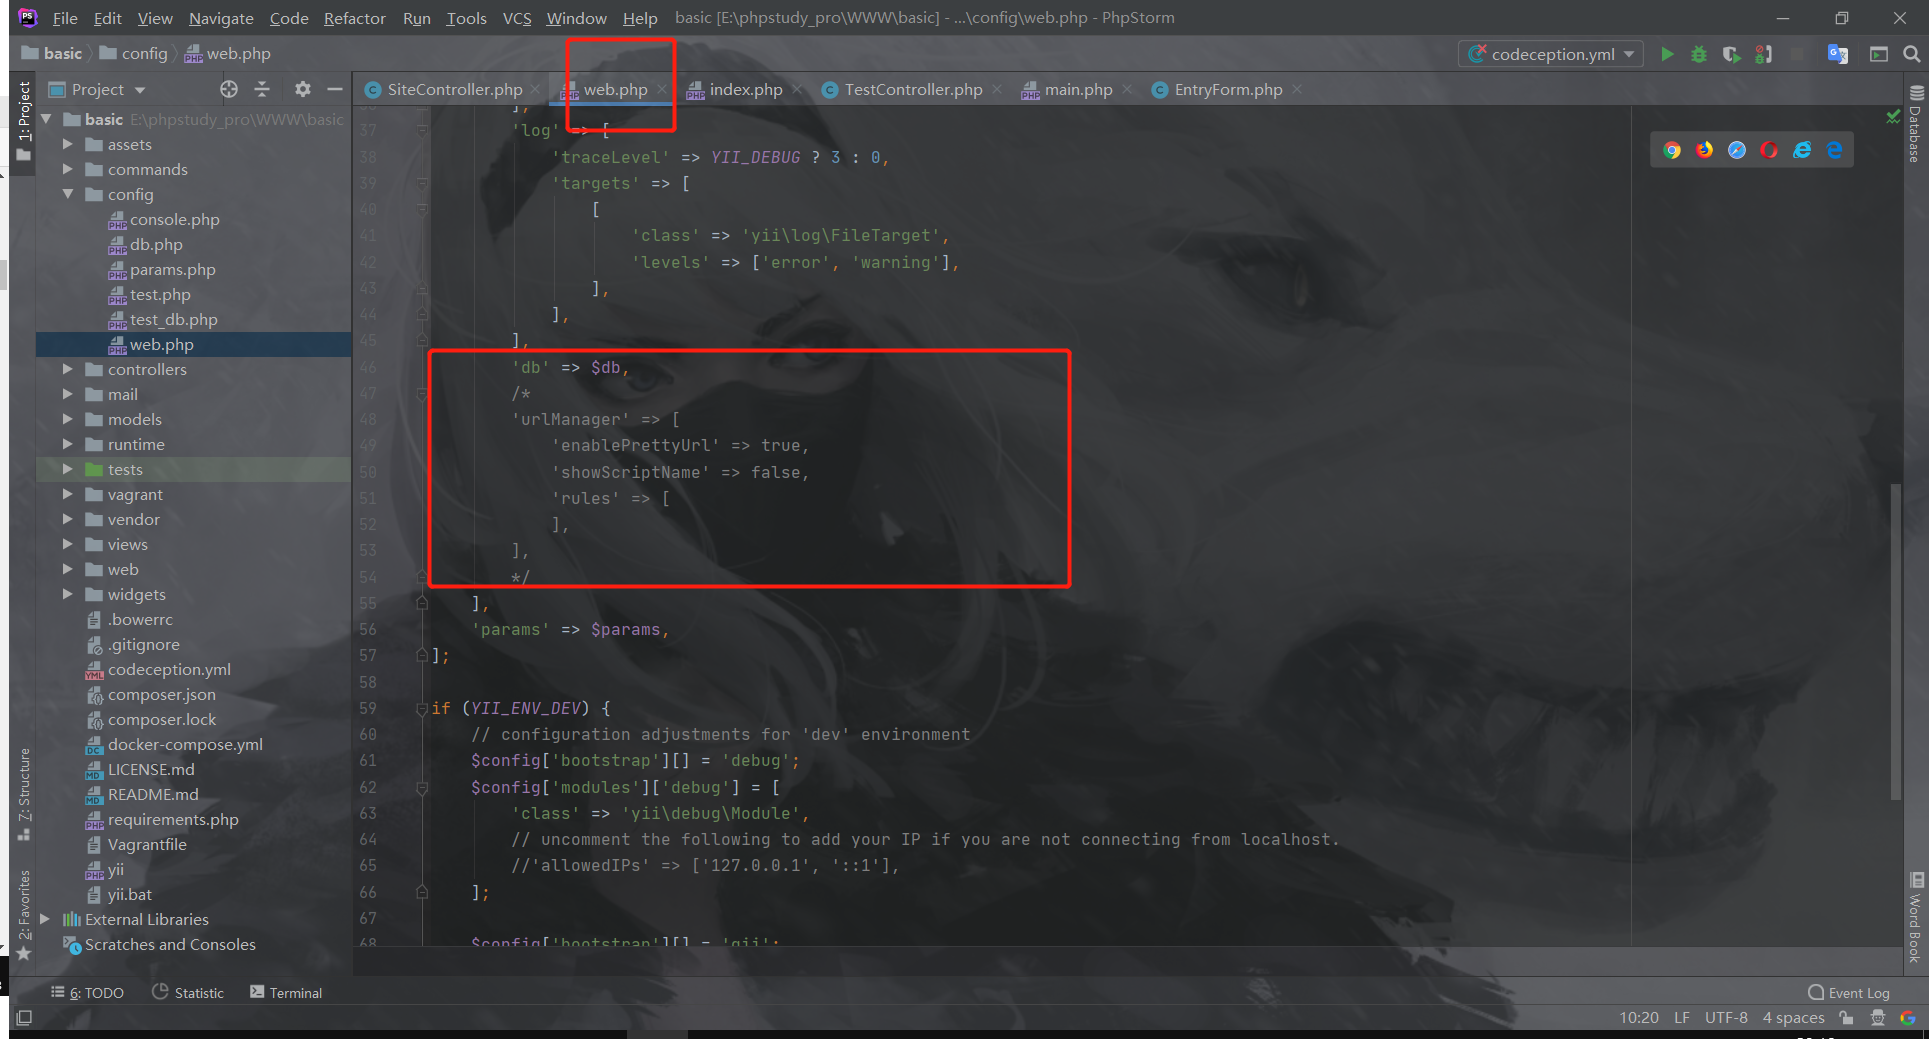 File Edit View Navigate Code Refactor Run Tools VCS Window Help basic [E:\phpstudy_pro\WWW\basic] - ...\config\web.php - PhpStorm
basic config web.php
codeception.yml
1: Project
Project
SiteController.php web.php index.php TestController.php main.php EntryForm.php
Database
basic E:\phpstudy_pro\WWW\basic
assets
commands
config
console.php
db.php
params.php
test.php
test_db.php
web.php
controllers
mail
models
runtime
tests
vagrant
vendor
views
web
widgets
.bowerrc
.gitignore
codeception.yml
composer.json
composer.lock
docker-compose.yml
LICENSE.md
README.md
requirements.php
Vagrantfile
yii
yii.bat
External Libraries
Scratches and Consoles
36 ],
37 'log' => [
38 'traceLevel' => YII_DEBUG ? 3 : 0,
39 'targets' => [
40 [
41 'class' => 'yii\log\FileTarget',
42 'levels' => ['error', 'warning'],
43 ],
44 ],
45 ],
46 'db' => $db,
47 /*
48 'urlManager' => [
49 'enablePrettyUrl' => true,
50 'showScriptName' => false,
51 'rules' => [
52 ],
53 ],
54 */
55 ],
56 'params' => $params,
57 ];
58
59 if (YII_ENV_DEV) {
60 // configuration adjustments for 'dev' environment
61 $config['bootstrap'][] = 'debug';
62 $config['modules']['debug'] = [
63 'class' => 'yii\debug\Module',
64 // uncomment the following to add your IP if you are not connecting from localhost.
65 //'allowedIPs' => ['127.0.0.1', '::1'],
66 ];
67
68 $config['bootstrap'][] = 'gii';
Z: Structure
2: Favorites
Word Book
6: TODO Statistic Terminal Event Log
10:20 LF UTF-8 4 spaces